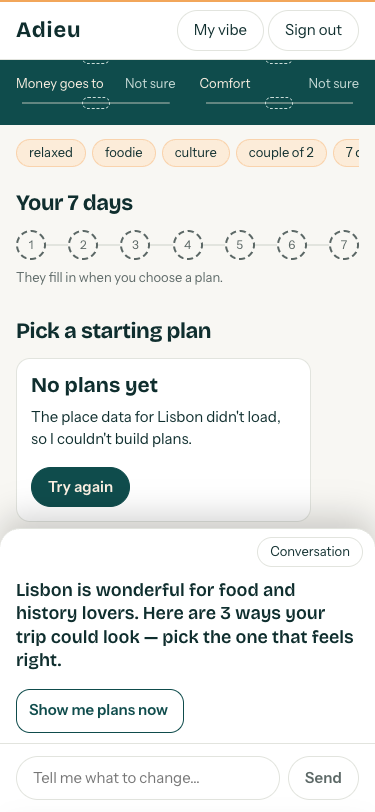 Adieu
My vibe
Sign out
Money goes to
Not sure
Comfort
Not sure
relaxed
foodie
culture
couple of 2
Your 7 days
1
2
3
4
5
6
7
They fill in when you choose a plan.
Pick a starting plan
No plans yet
The place data for Lisbon didn't load,
so I couldn't build plans.
Try again
Conversation
Lisbon is wonderful for food and
history lovers. Here are 3 ways your
trip could look — pick the one that feels
right.
Show me plans now
Tell me what to change...
Send